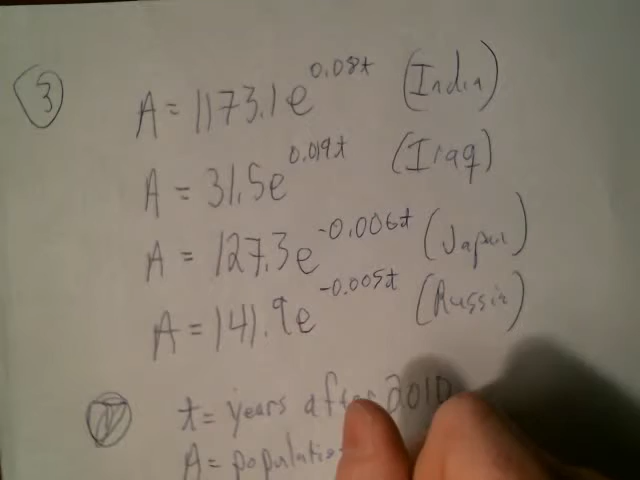 3
A = 1173.1e^0.08t (India)
A = 31.5e^0.019t (Iraq)
A = 127.3e^-0.006t (Japan)
A = 141.9e^-0.005t (Russia)
t = years after 2010
A = population